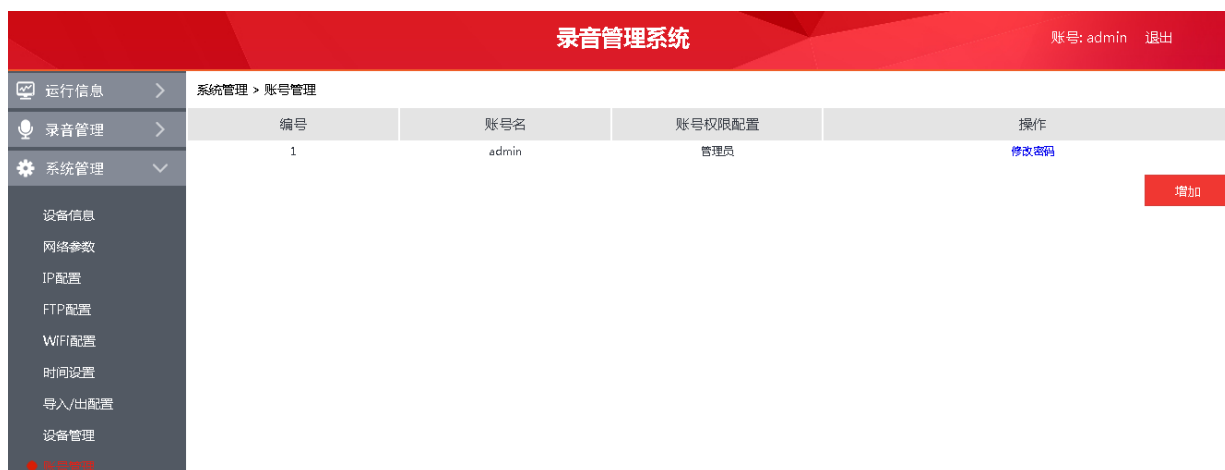 录音管理系统
账号: admin 退出
运行信息
系统管理 > 账号管理
录音管理
编号 账号名 账号权限配置 操作
1 admin 管理员 修改密码
系统管理
增加
设备信息
网络参数
IP配置
FTP配置
WiFi配置
时间设置
导入/出配置
设备管理